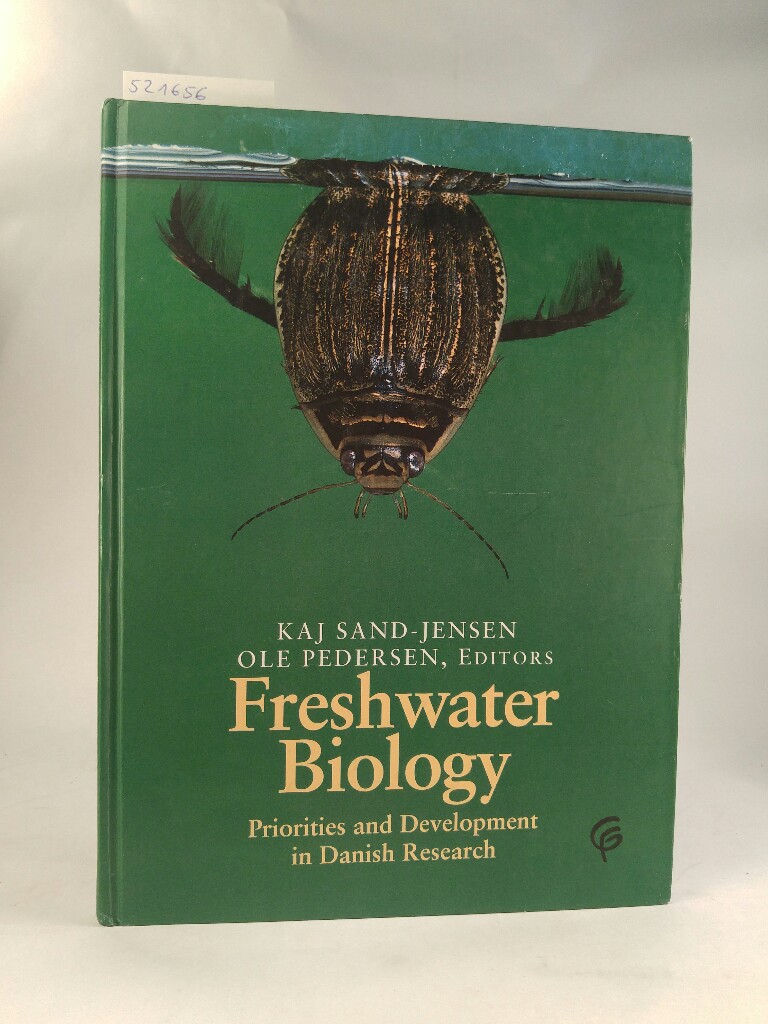 521656
KAJ SAND-JENSEN
OLE PEDERSEN, EDITORS
Freshwater
Biology
Priorities and Development
in Danish Research